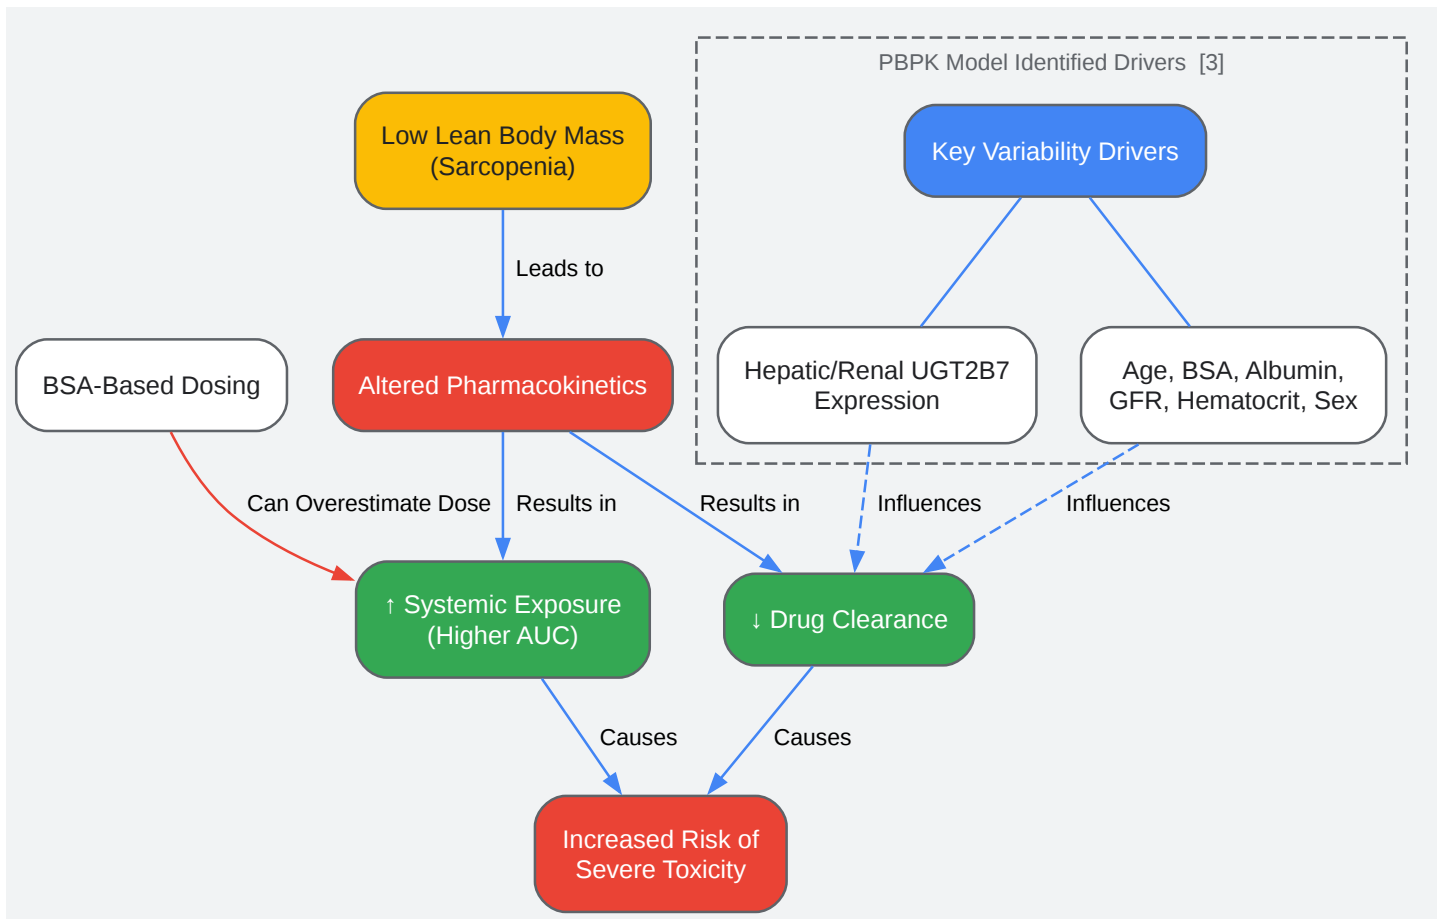 PBPK Model Identified Drivers [3]
Low Lean Body Mass
(Sarcopenia)
Key Variability Drivers
Leads to
BSA-Based Dosing
Altered Pharmacokinetics
Hepatic/Renal UGT2B7
Expression
Age, BSA, Albumin,
GFR, Hematocrit, Sex
Can Overestimate Dose
Results in
Results in
Influences
Influences
↑ Systemic Exposure
(Higher AUC)
↓ Drug Clearance
Causes
Causes
Increased Risk of
Severe Toxicity